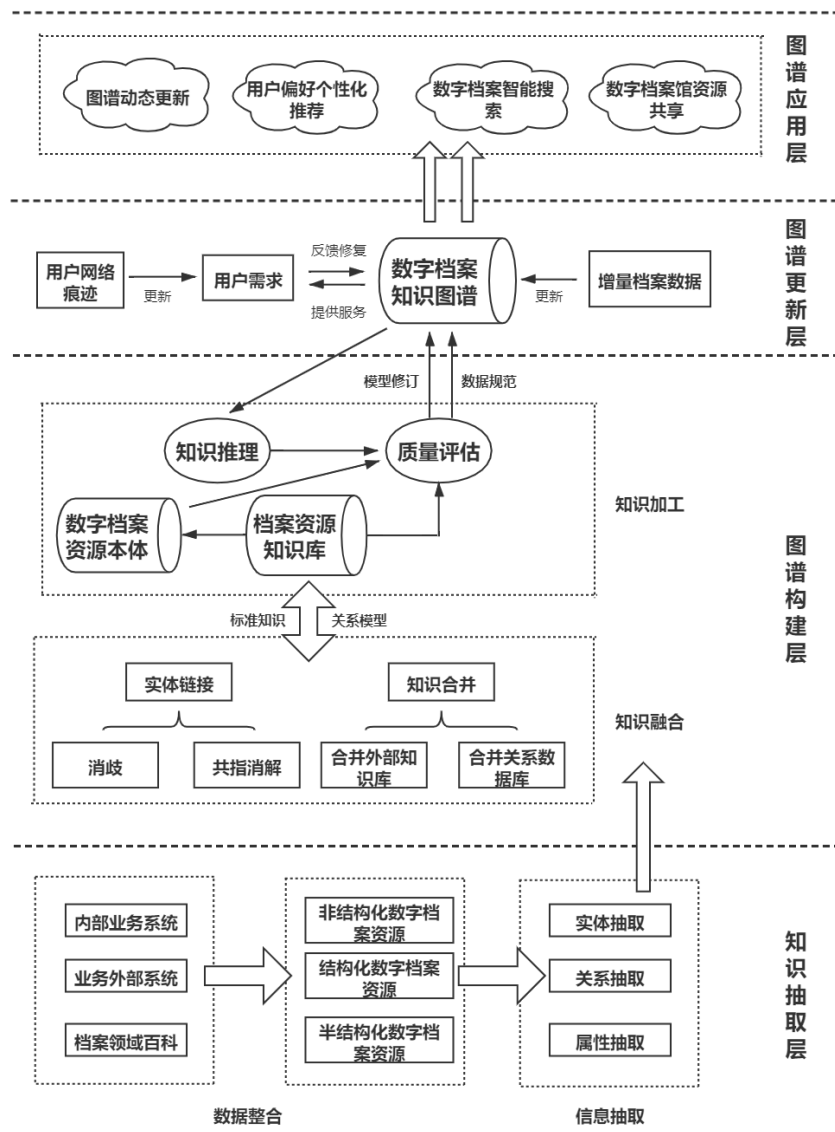 图谱动态更新
用户偏好个性化
推荐
数字档案智能搜
索
数字档案馆资源
共享
图谱应用层
用户网络
痕迹
更新
用户需求
反馈修复
提供服务
数字档案
知识图谱
更新
增量档案数据
图谱更新层
模型修订
数据规范
知识推理
质量评估
数字档案
资源本体
档案资源
知识库
知识加工
标准知识
关系模型
图谱构建层
实体链接
知识合并
消歧
共指消解
合并外部知
识库
合并关系数
据库
知识融合
内部业务系统
业务外部系统
档案领域百科
非结构化数字档
案资源
结构化数字档案
资源
半结构化数字档
案资源
实体抽取
关系抽取
属性抽取
知识抽取层
数据整合
信息抽取